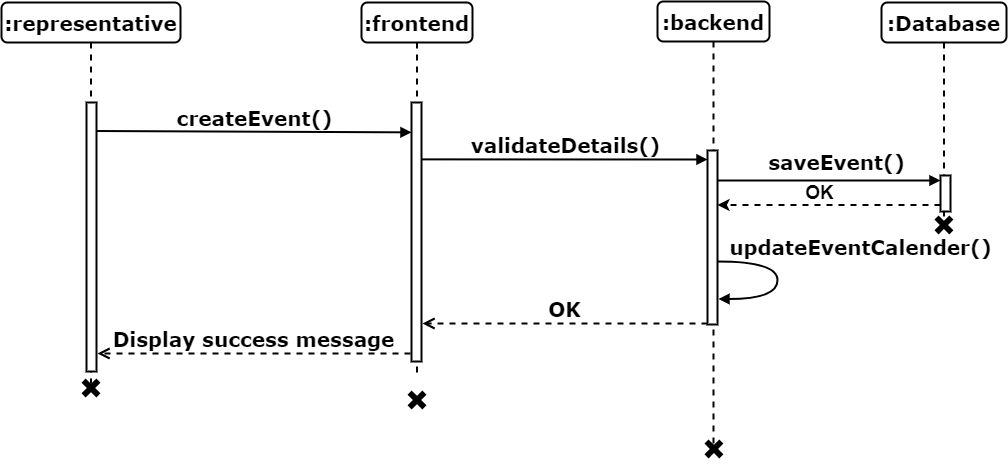 :representative
:frontend
:backend
:Database
createEvent()
validateDetails()
saveEvent()
OK
updateEventCalender()
OK
Display success message